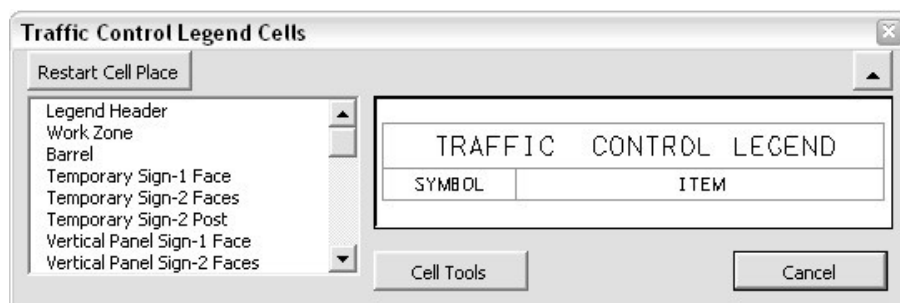 Traffic Control Legend Cells
Restart Cell Place
Legend Header
Work Zone
Barrel
Temporary Sign-1 Face
Temporary Sign-2 Faces
Temporary Sign-2 Post
Vertical Panel Sign-1 Face
Vertical Panel Sign-2 Faces
TRAFFIC CONTROL LEGEND
SYMBOL ITEM
Cell Tools Cancel